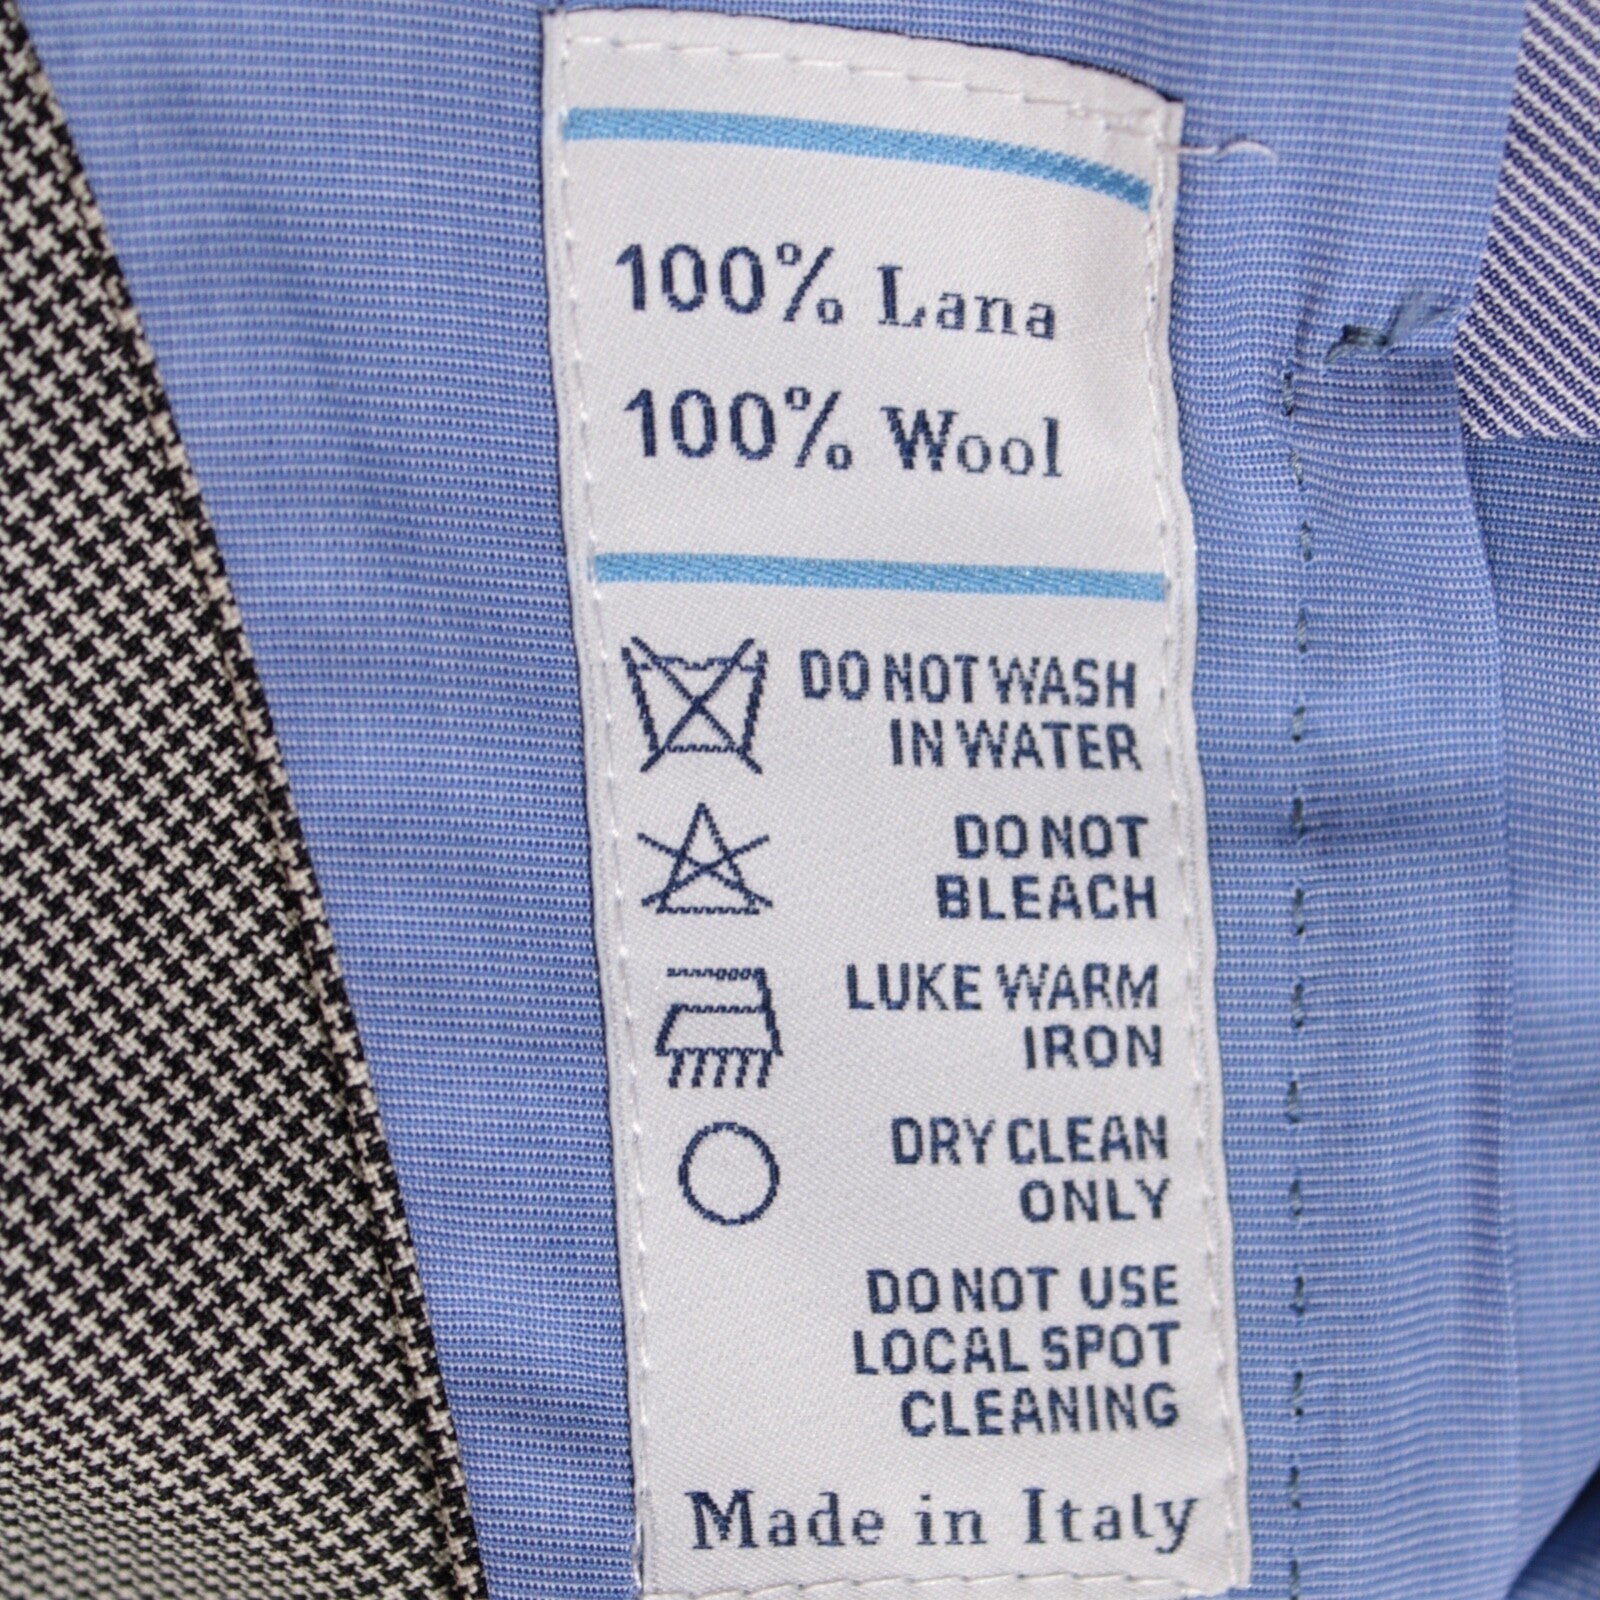 100% Lana
100% Wool
DO NOT WASH
IN WATER
DO NOT
BLEACH
LUKE WARM
IRON
DRY CLEAN
ONLY
DO NOT USE
LOCAL SPOT
CLEANING
Made in Italy